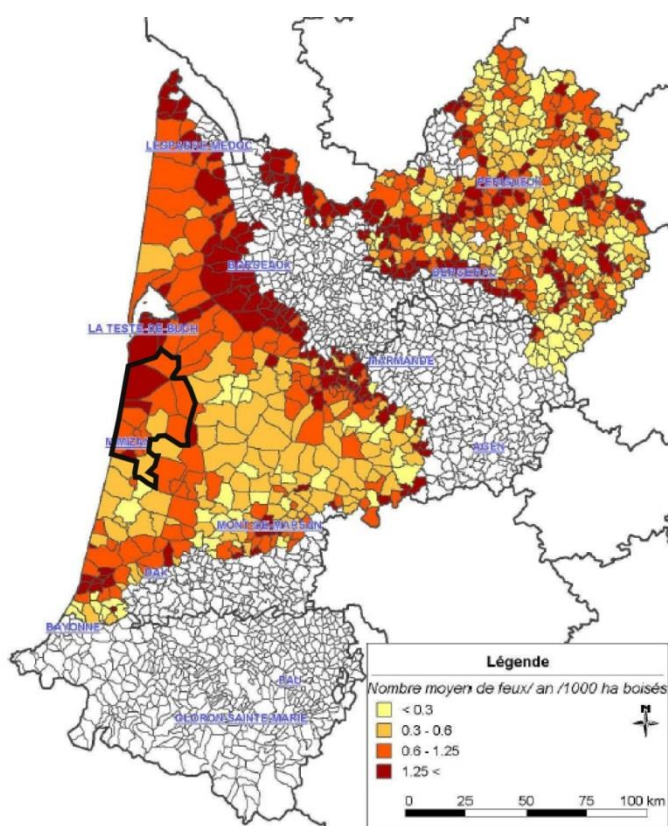 LESPARRE-MEDOC
PERIGUEUX
BORDEAUX
BERGERAC
LA TESTE-DE-BUCH
MARMANDE
AGEN
MONT-DE-MARSAN
DAX
BAYONNE
PAU
OLORON-SAINTE-MARIE
Légende
Nombre moyen de feux/ an /1000 ha boisés
< 0.3
0.3 - 0.6
0.6 - 1.25
1.25 <
N
0 25 50 75 100 km